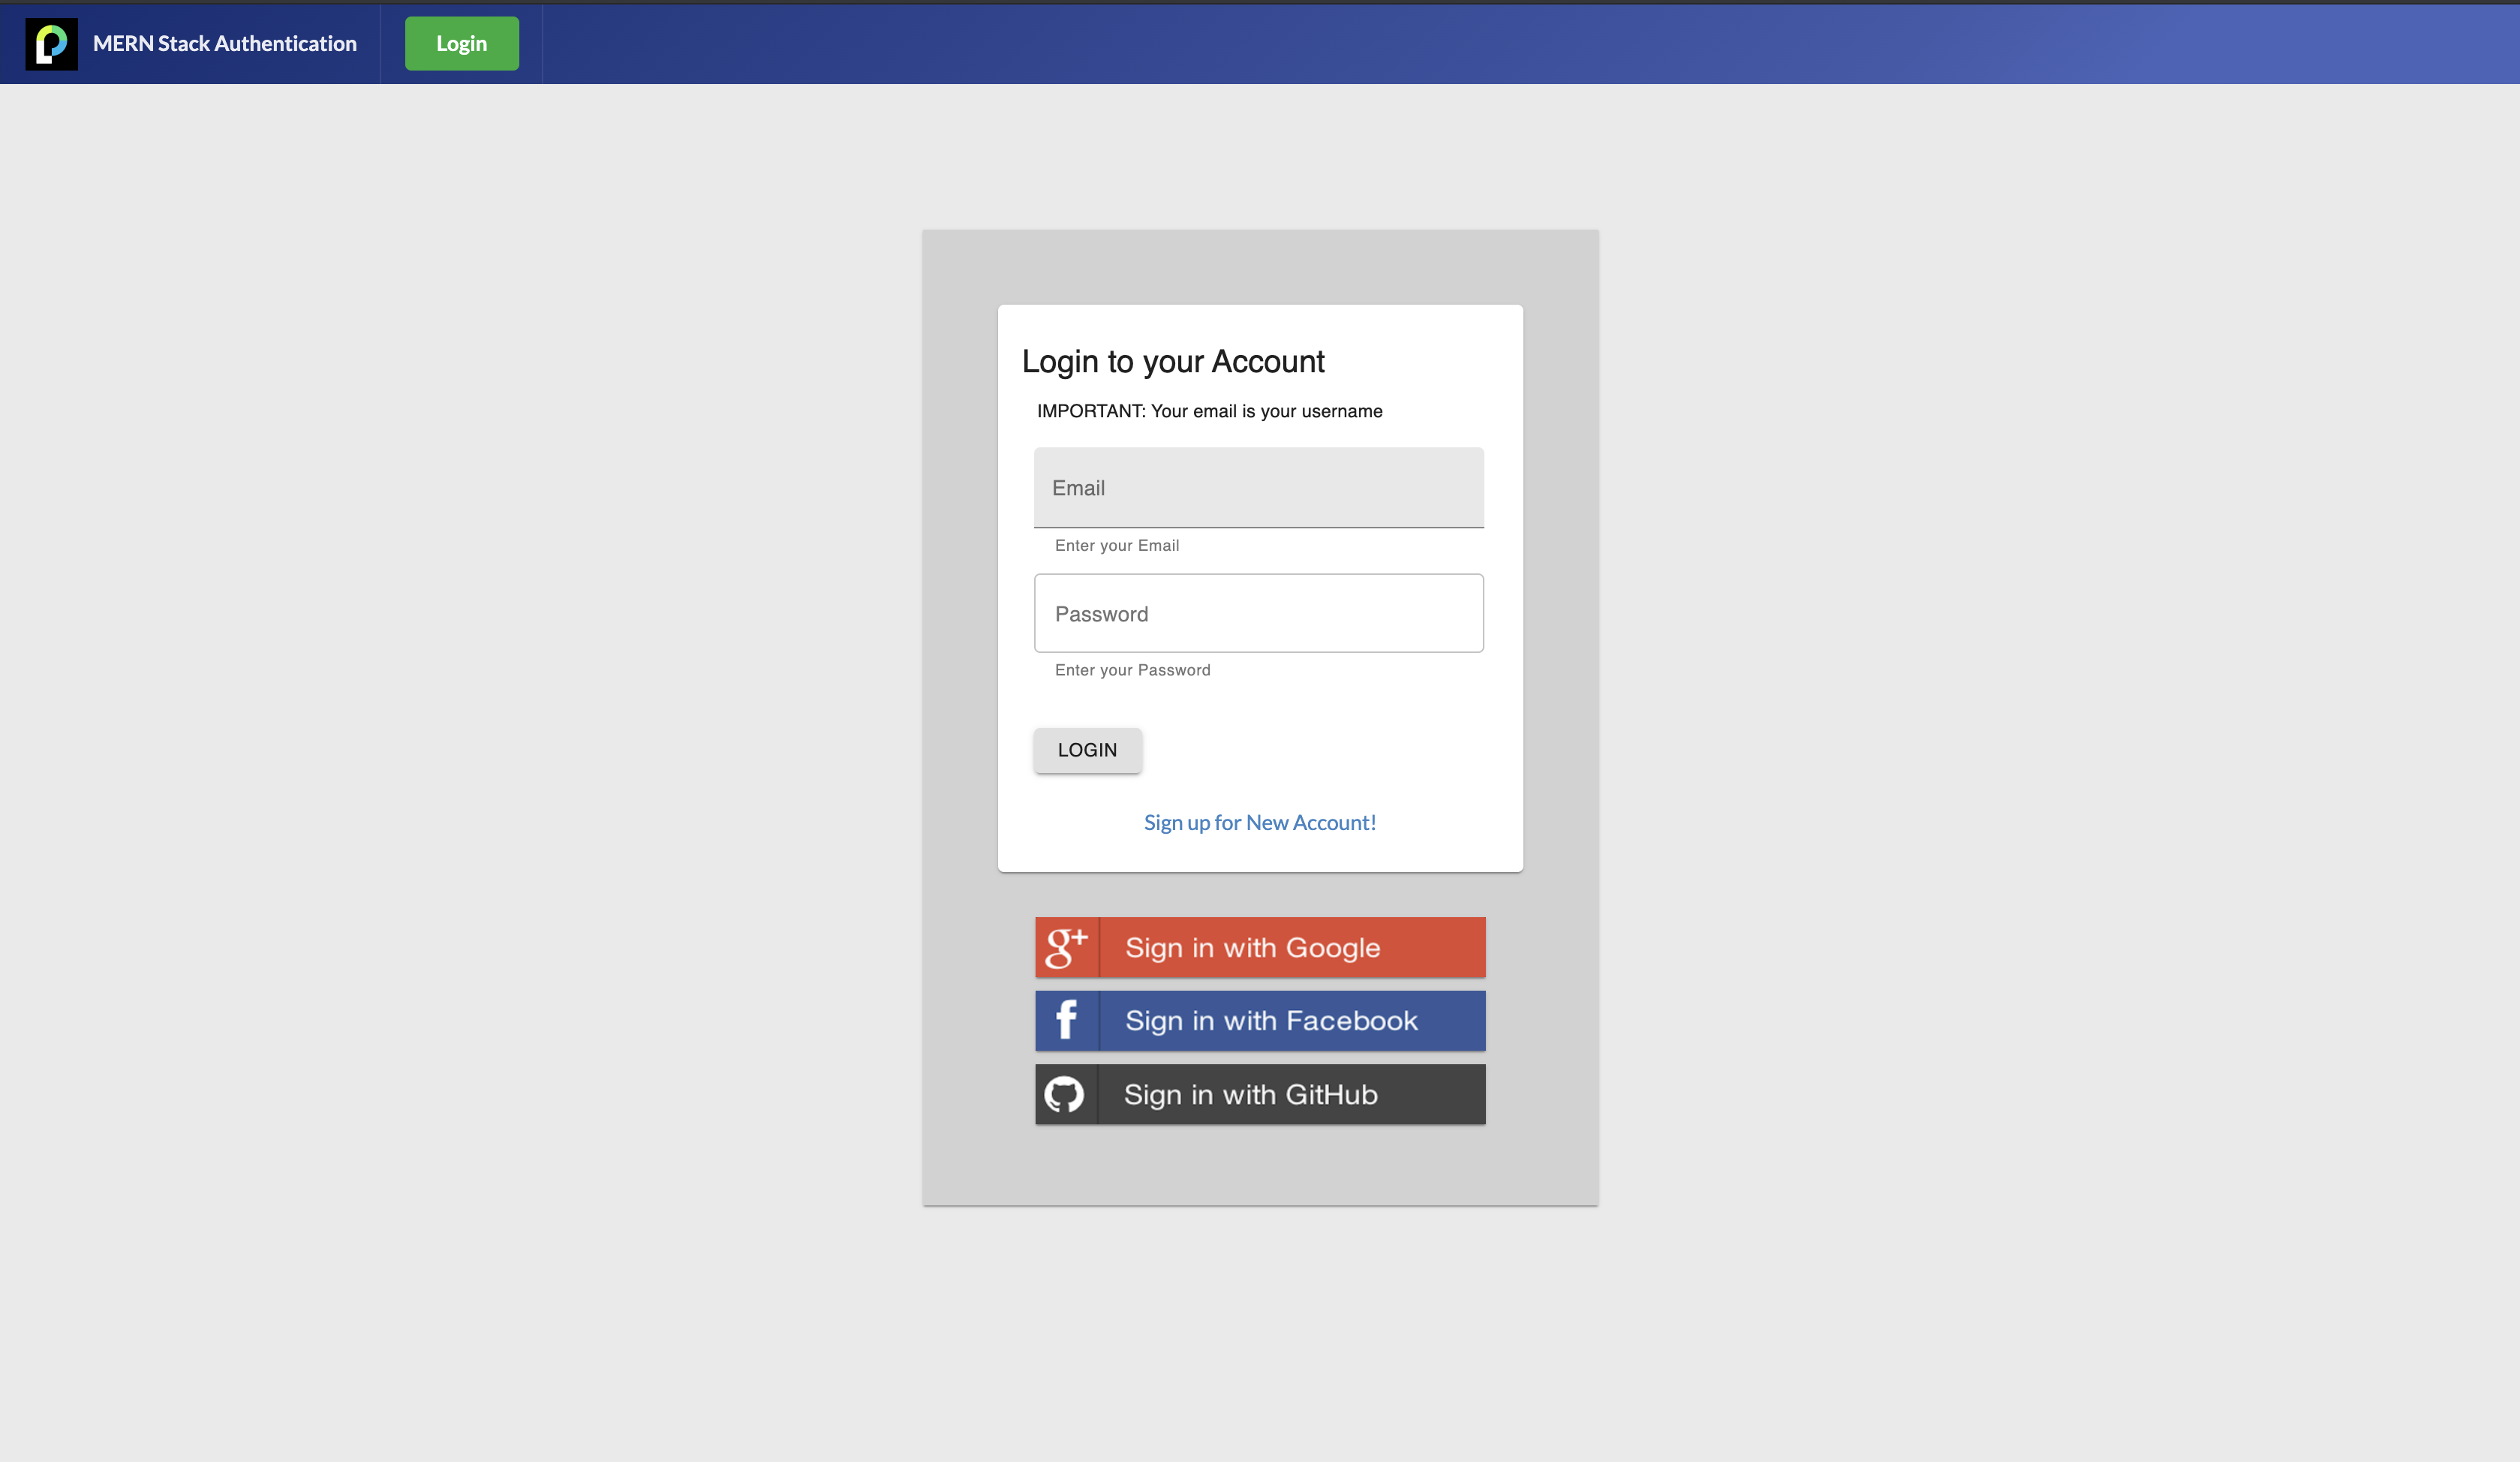 MERN Stack Authentication
Login
Login to your Account
IMPORTANT: Your email is your username
Email
Enter your Email
Password
Enter your Password
LOGIN
Sign up for New Account!
g+ Sign in with Google
f Sign in with Facebook
Sign in with GitHub